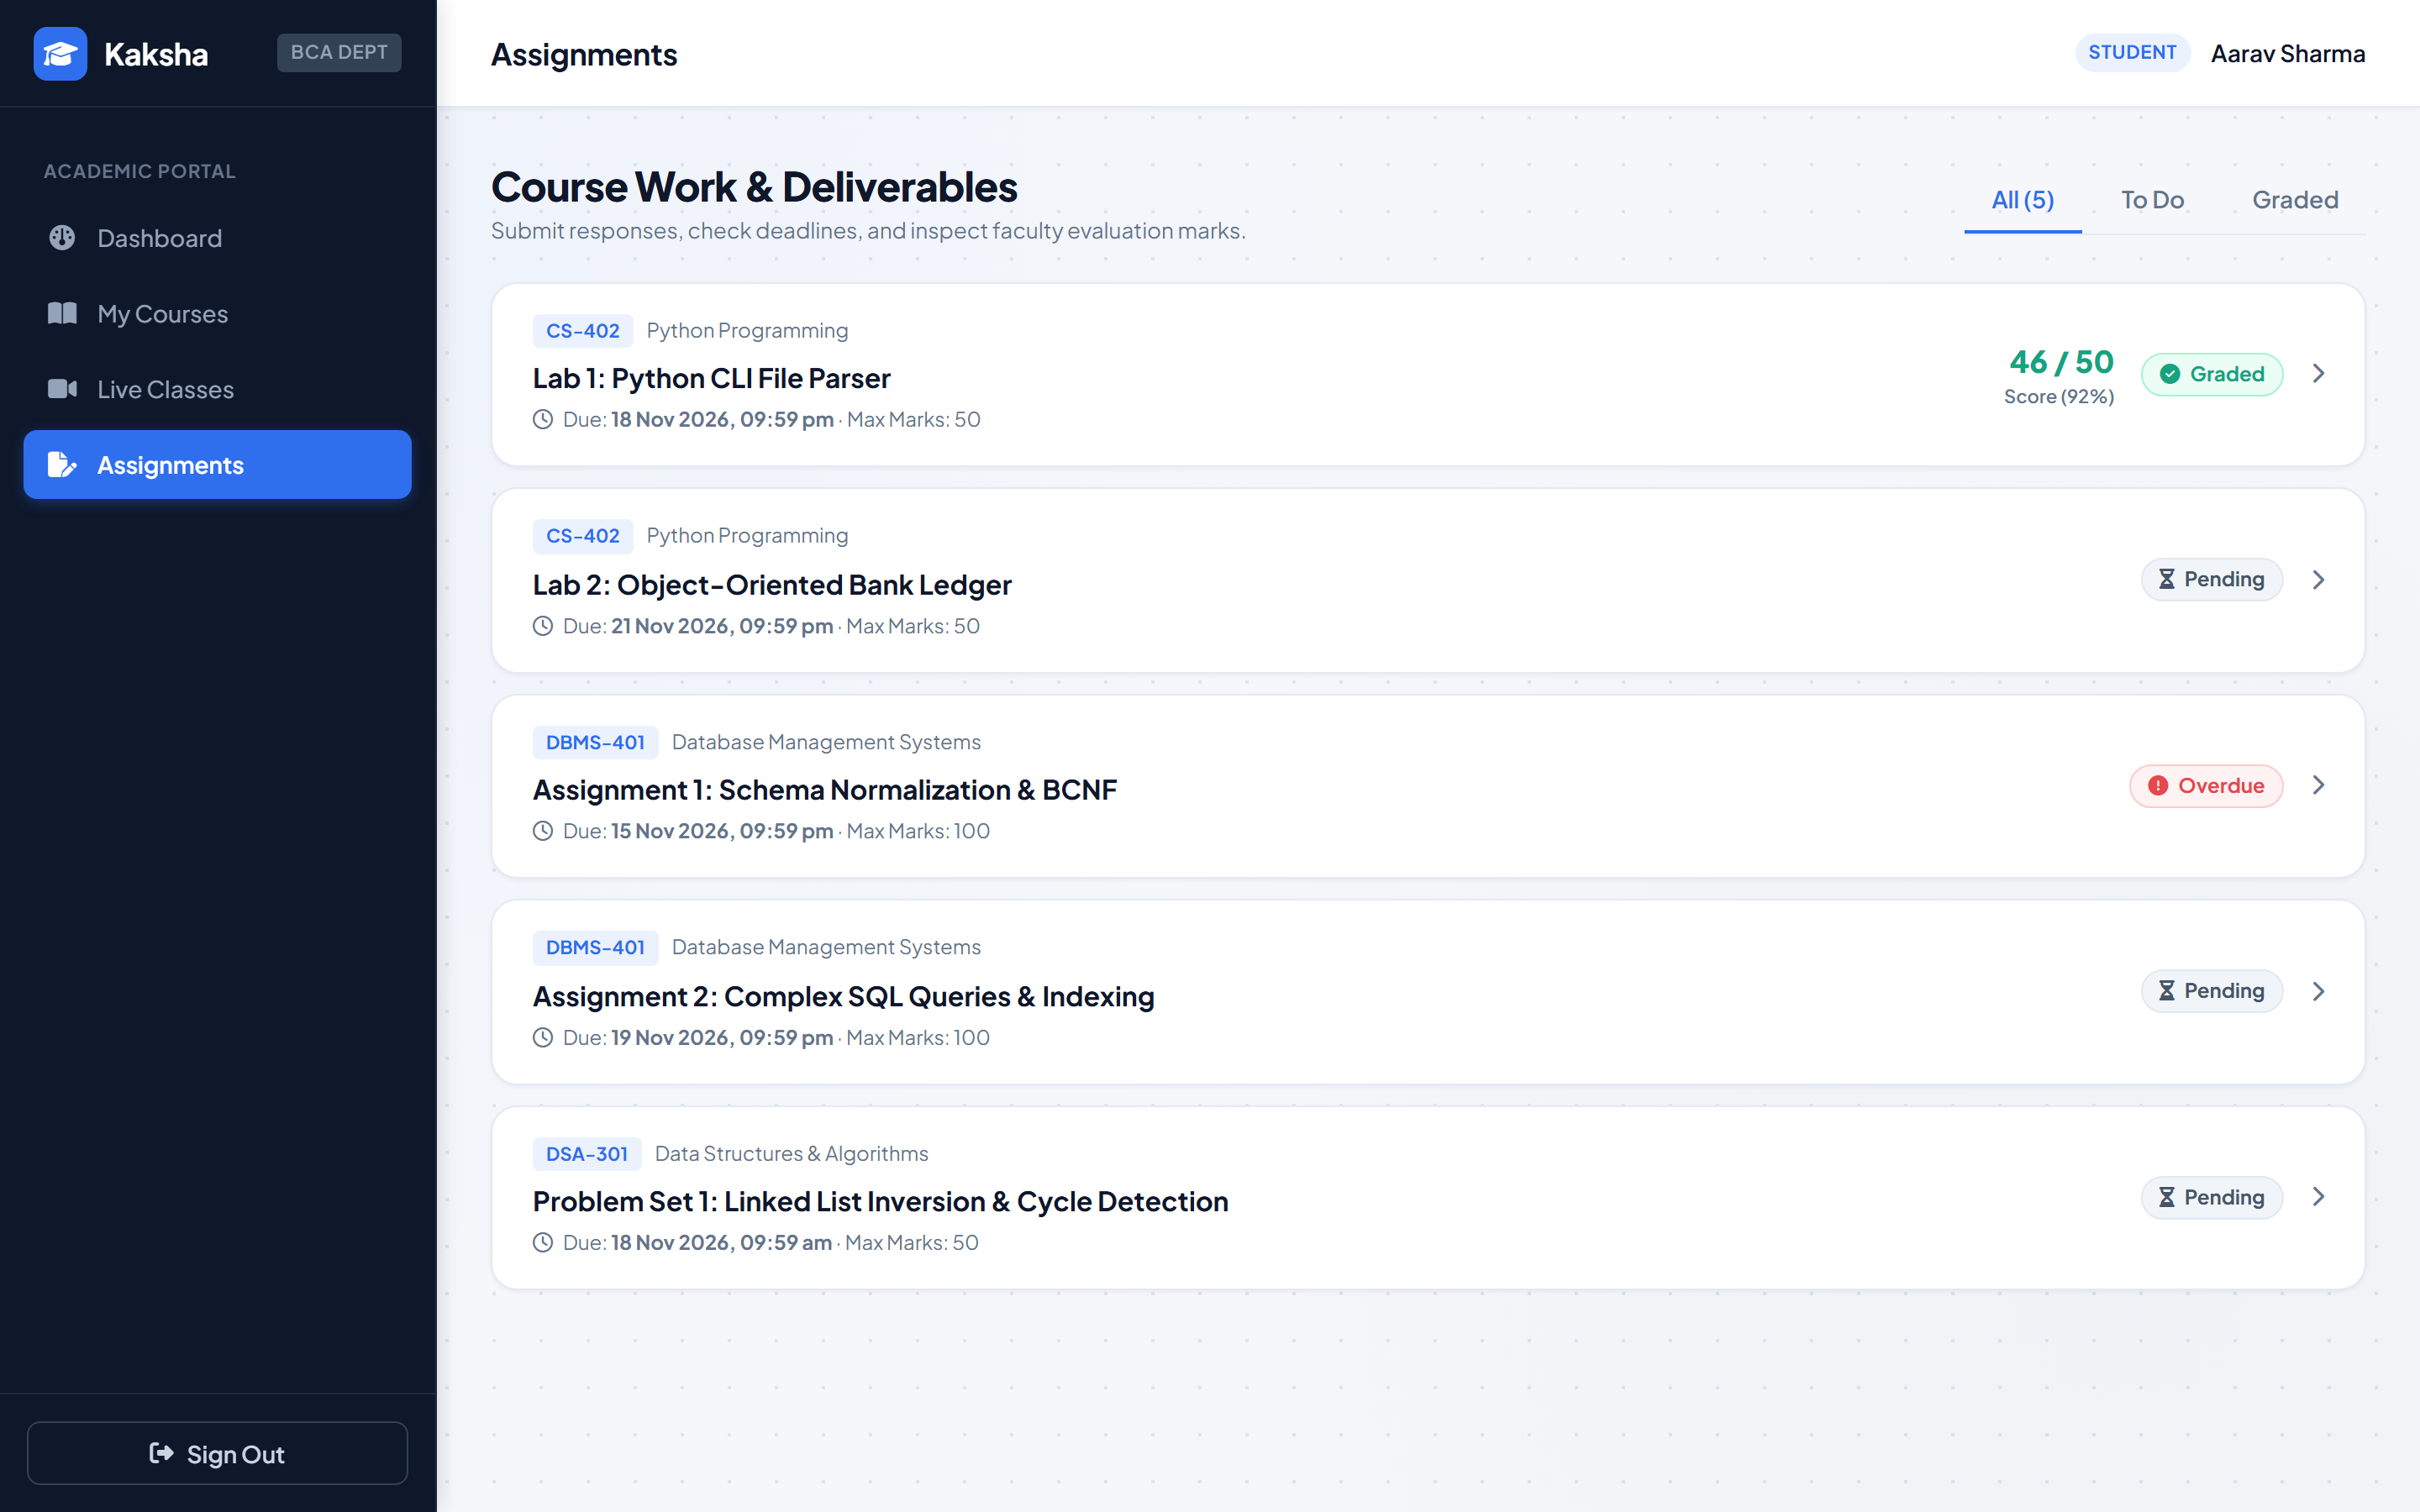 Kaksha
BCA DEPT
ACADEMIC PORTAL
Dashboard
My Courses
Live Classes
Assignments
Sign Out
Assignments
STUDENT
Aarav Sharma
Course Work & Deliverables
Submit responses, check deadlines, and inspect faculty evaluation marks.
All (5)
To Do
Graded
CS-402 Python Programming
Lab 1: Python CLI File Parser
Due: 18 Nov 2026, 09:59 pm · Max Marks: 50
46 / 50
Score (92%)
Graded
CS-402 Python Programming
Lab 2: Object-Oriented Bank Ledger
Due: 21 Nov 2026, 09:59 pm · Max Marks: 50
Pending
DBMS-401 Database Management Systems
Assignment 1: Schema Normalization & BCNF
Due: 15 Nov 2026, 09:59 pm · Max Marks: 100
Overdue
DBMS-401 Database Management Systems
Assignment 2: Complex SQL Queries & Indexing
Due: 19 Nov 2026, 09:59 pm · Max Marks: 100
Pending
DSA-301 Data Structures & Algorithms
Problem Set 1: Linked List Inversion & Cycle Detection
Due: 18 Nov 2026, 09:59 am · Max Marks: 50
Pending